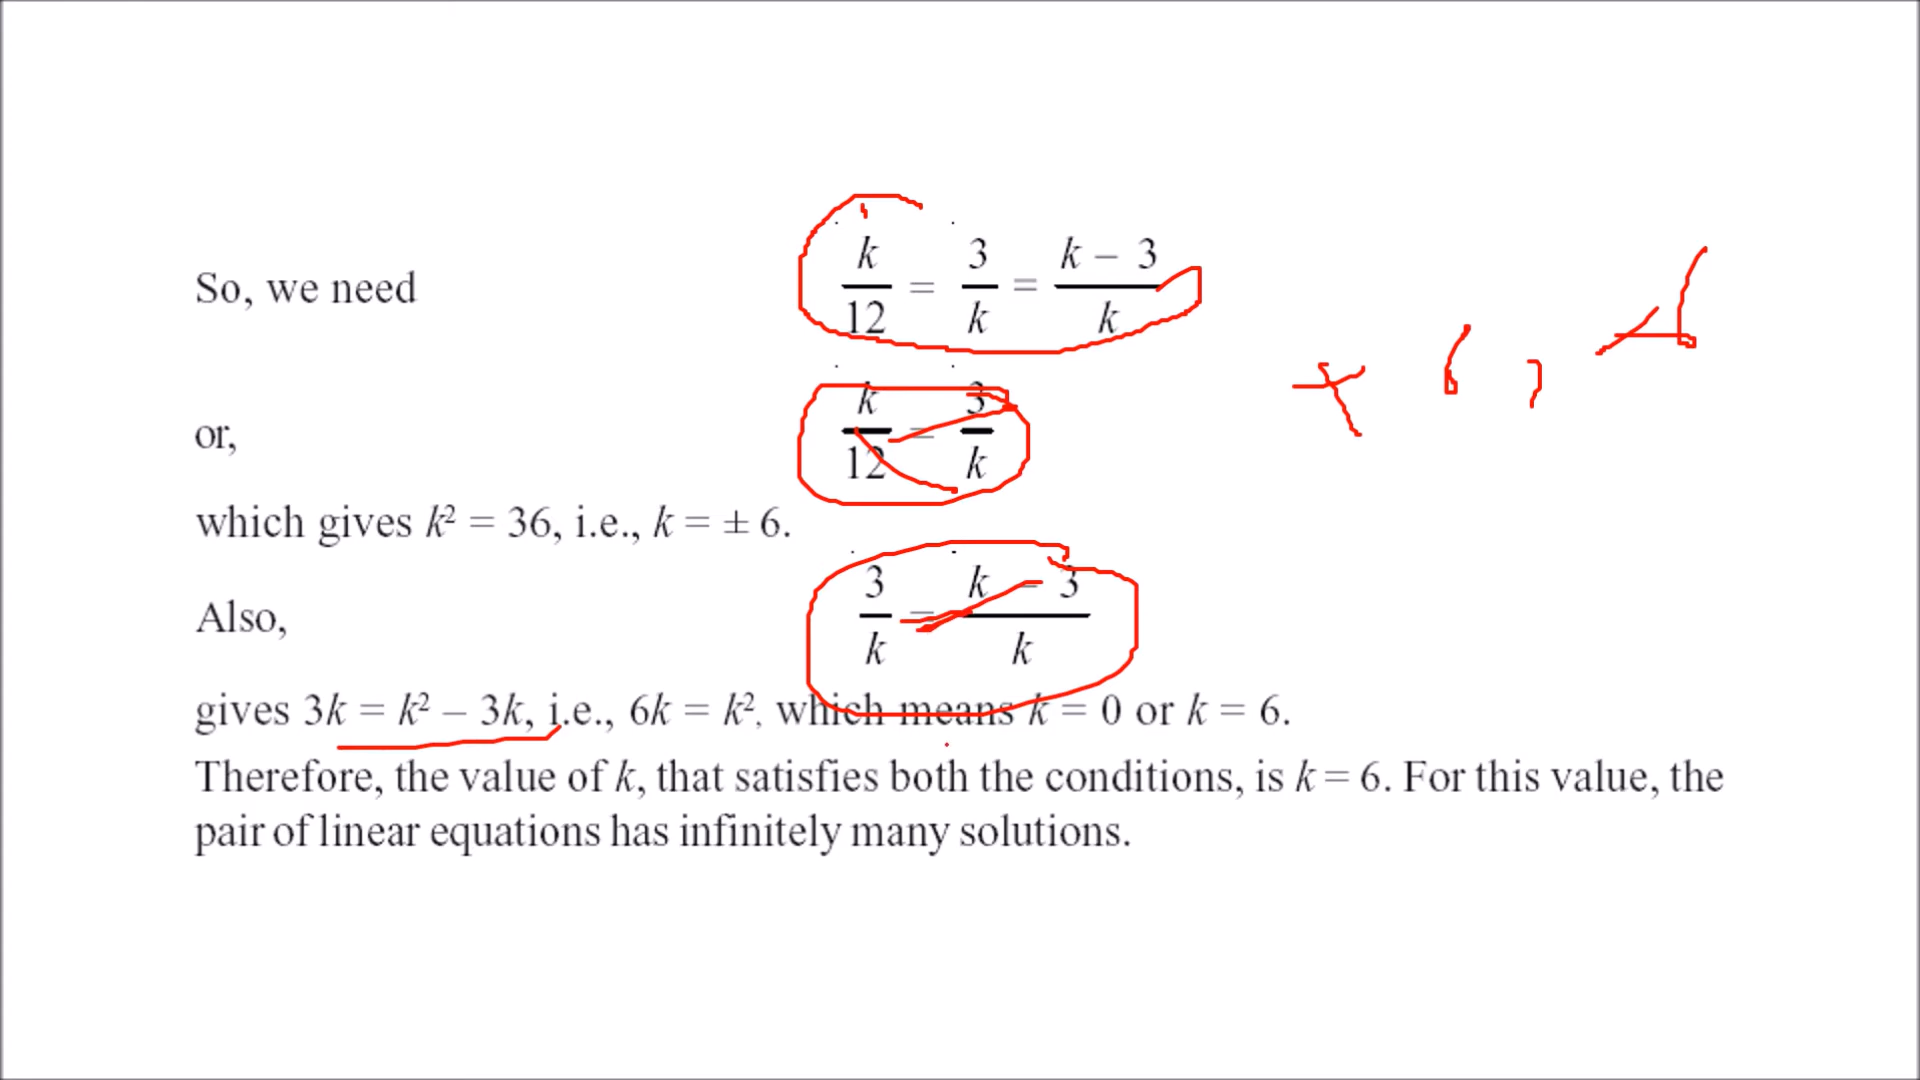 So, we need k/12 = 3/k = k – 3/k
+ 6 , -6
or, k/12 = 3/k
which gives k² = 36, i.e., k = ± 6.
Also, 3/k = k – 3/k
gives 3k = k² – 3k, i.e., 6k = k², which means k = 0 or k = 6.
Therefore, the value of k, that satisfies both the conditions, is k = 6. For this value, the
pair of linear equations has infinitely many solutions.